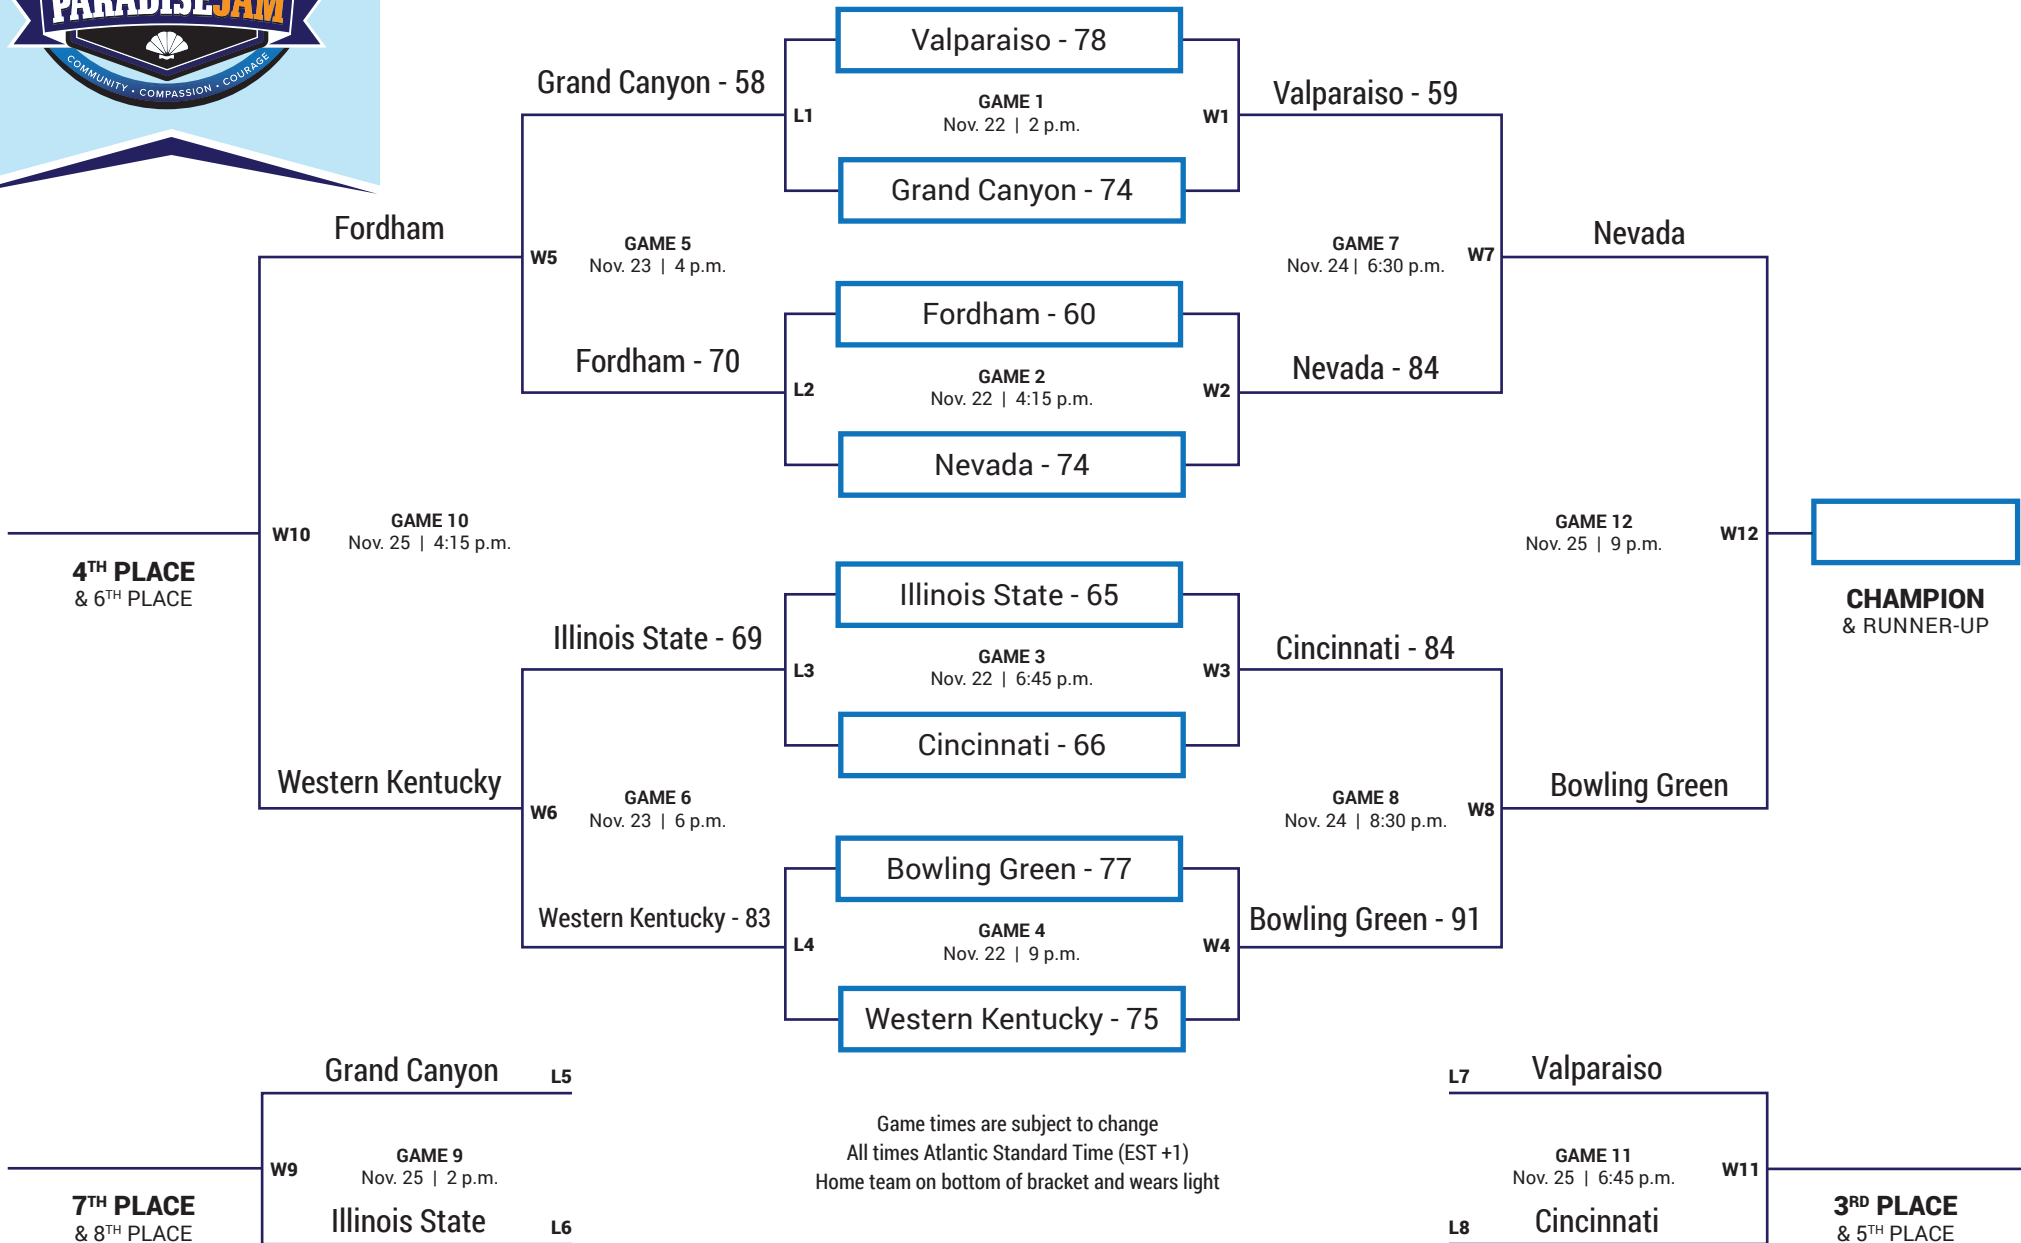 PARADISE JAM
COMMUNITY • COMPASSION • COURAGE
Valparaiso - 78
GAME 1
Nov. 22 | 2 p.m.
L1
W1
Grand Canyon - 74
Grand Canyon - 58
Valparaiso - 59
Fordham
GAME 5
Nov. 23 | 4 p.m.
W5
GAME 7
Nov. 24 | 6:30 p.m.
W7
Nevada
Fordham - 60
GAME 2
Nov. 22 | 4:15 p.m.
L2
W2
Nevada - 74
Fordham - 70
Nevada - 84
GAME 10
Nov. 25 | 4:15 p.m.
W10
4TH PLACE
& 6TH PLACE
GAME 12
Nov. 25 | 9 p.m.
W12
CHAMPION
& RUNNER-UP
Illinois State - 65
GAME 3
Nov. 22 | 6:45 p.m.
L3
W3
Cincinnati - 66
Illinois State - 69
Cincinnati - 84
Western Kentucky
GAME 6
Nov. 23 | 6 p.m.
W6
GAME 8
Nov. 24 | 8:30 p.m.
W8
Bowling Green
Bowling Green - 77
GAME 4
Nov. 22 | 9 p.m.
L4
W4
Western Kentucky - 75
Western Kentucky - 83
Bowling Green - 91
Grand Canyon
L5
GAME 9
Nov. 25 | 2 p.m.
W9
7TH PLACE
& 8TH PLACE
Illinois State
L6
Game times are subject to change
All times Atlantic Standard Time (EST +1)
Home team on bottom of bracket and wears light
L7
Valparaiso
GAME 11
Nov. 25 | 6:45 p.m.
W11
3RD PLACE
& 5TH PLACE
L8
Cincinnati